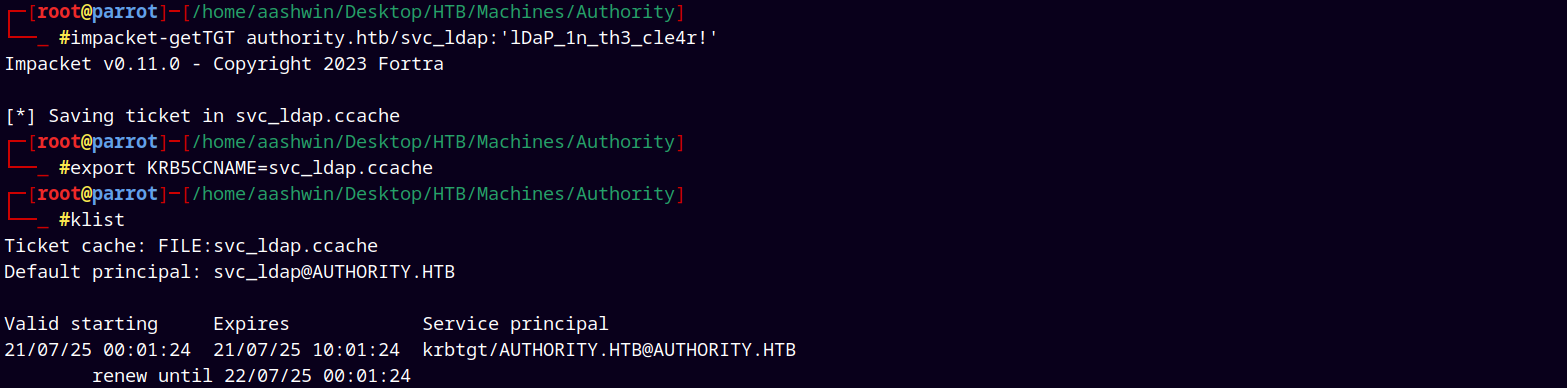 ┌─[root@parrot]─[/home/aashwin/Desktop/HTB/Machines/Authority]
└──_ #impacket-getTGT authority.htb/svc_ldap:'lDaP_1n_th3_cle4r!'
Impacket v0.11.0 - Copyright 2023 Fortra
[*] Saving ticket in svc_ldap.ccache
┌─[root@parrot]─[/home/aashwin/Desktop/HTB/Machines/Authority]
└──_ #export KRB5CCNAME=svc_ldap.ccache
┌─[root@parrot]─[/home/aashwin/Desktop/HTB/Machines/Authority]
└──_ #klist
Ticket cache: FILE:svc_ldap.ccache
Default principal: svc_ldap@AUTHORITY.HTB
Valid starting     Expires            Service principal
21/07/25 00:01:24  21/07/25 10:01:24  krbtgt/AUTHORITY.HTB@AUTHORITY.HTB
        renew until 22/07/25 00:01:24